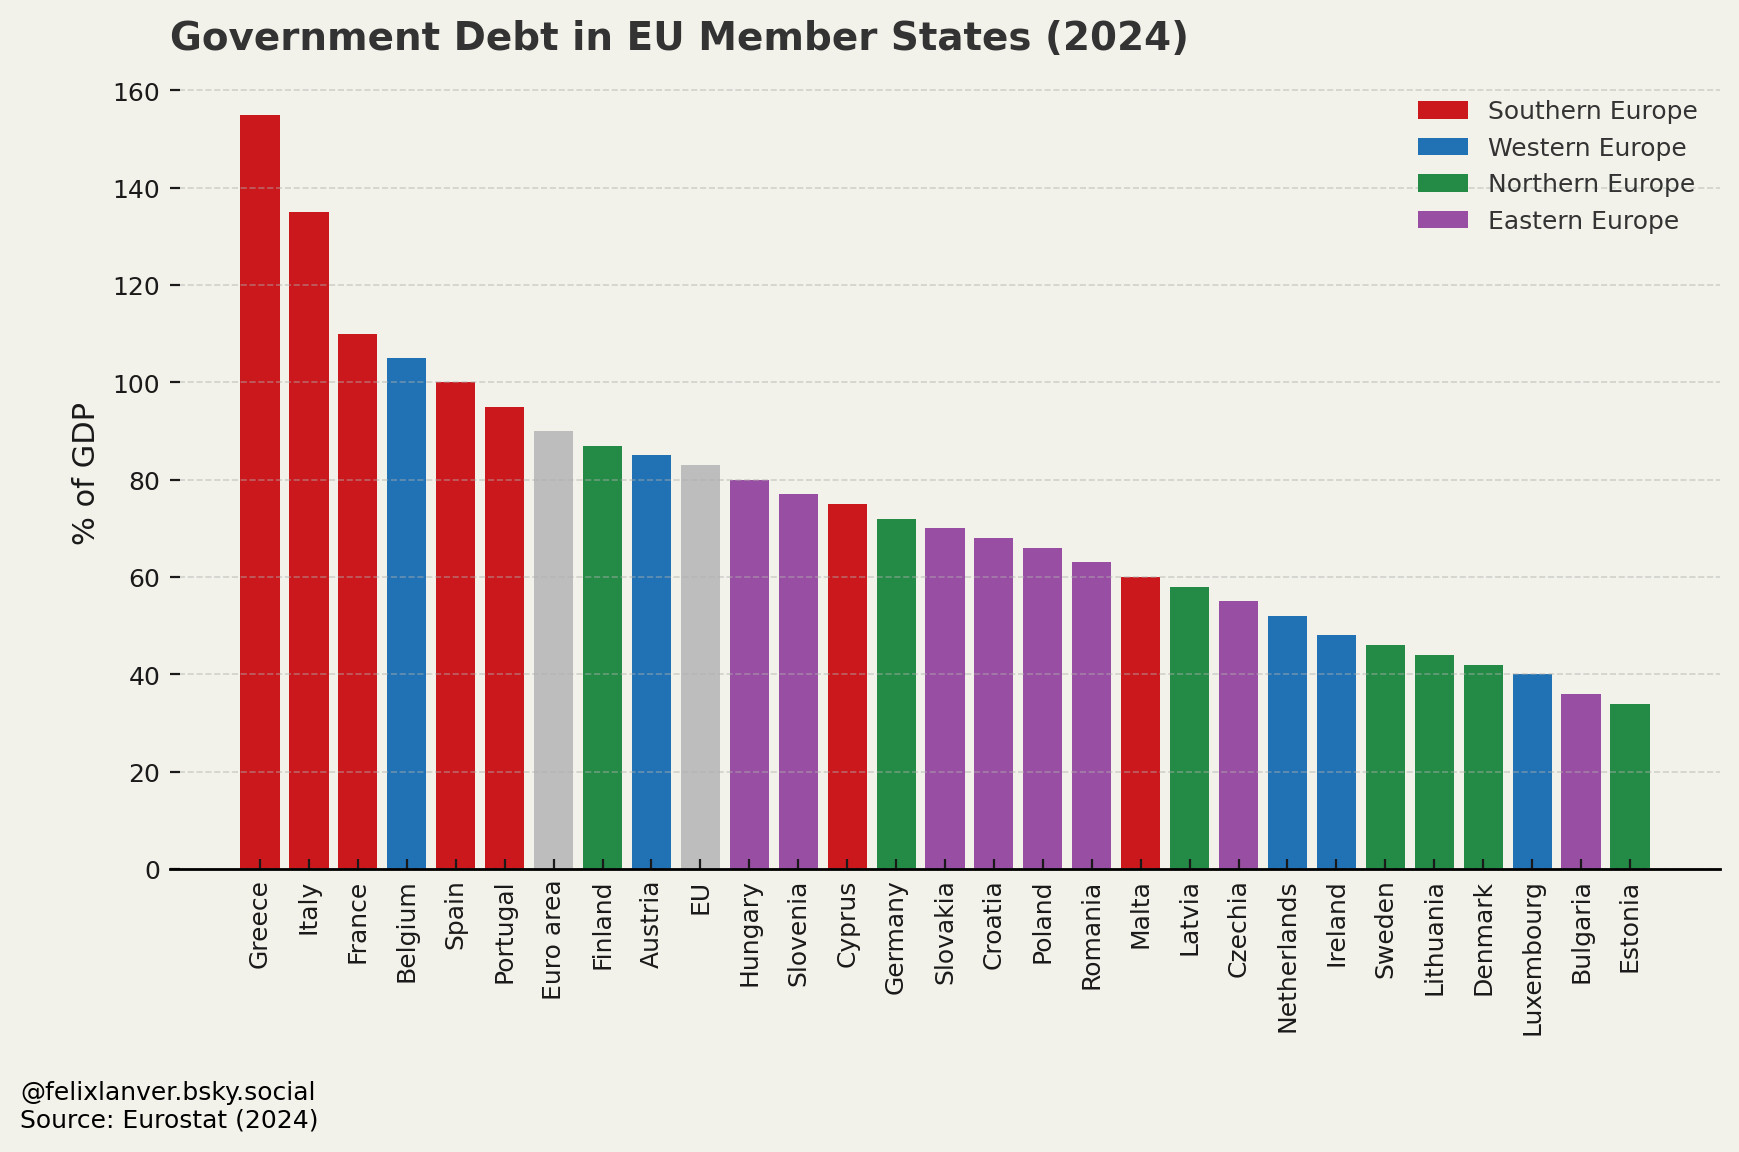 Government Debt in EU Member States (2024)
160
140
120
100
80
60
40
20
0
% of GDP
Southern Europe
Western Europe
Northern Europe
Eastern Europe
Greece
Italy
France
Belgium
Spain
Portugal
Euro area
Finland
Austria
EU
Hungary
Slovenia
Cyprus
Germany
Slovakia
Croatia
Poland
Romania
Malta
Latvia
Czechia
Netherlands
Ireland
Sweden
Lithuania
Denmark
Luxembourg
Bulgaria
Estonia
@felixlanver.bsky.social
Source: Eurostat (2024)